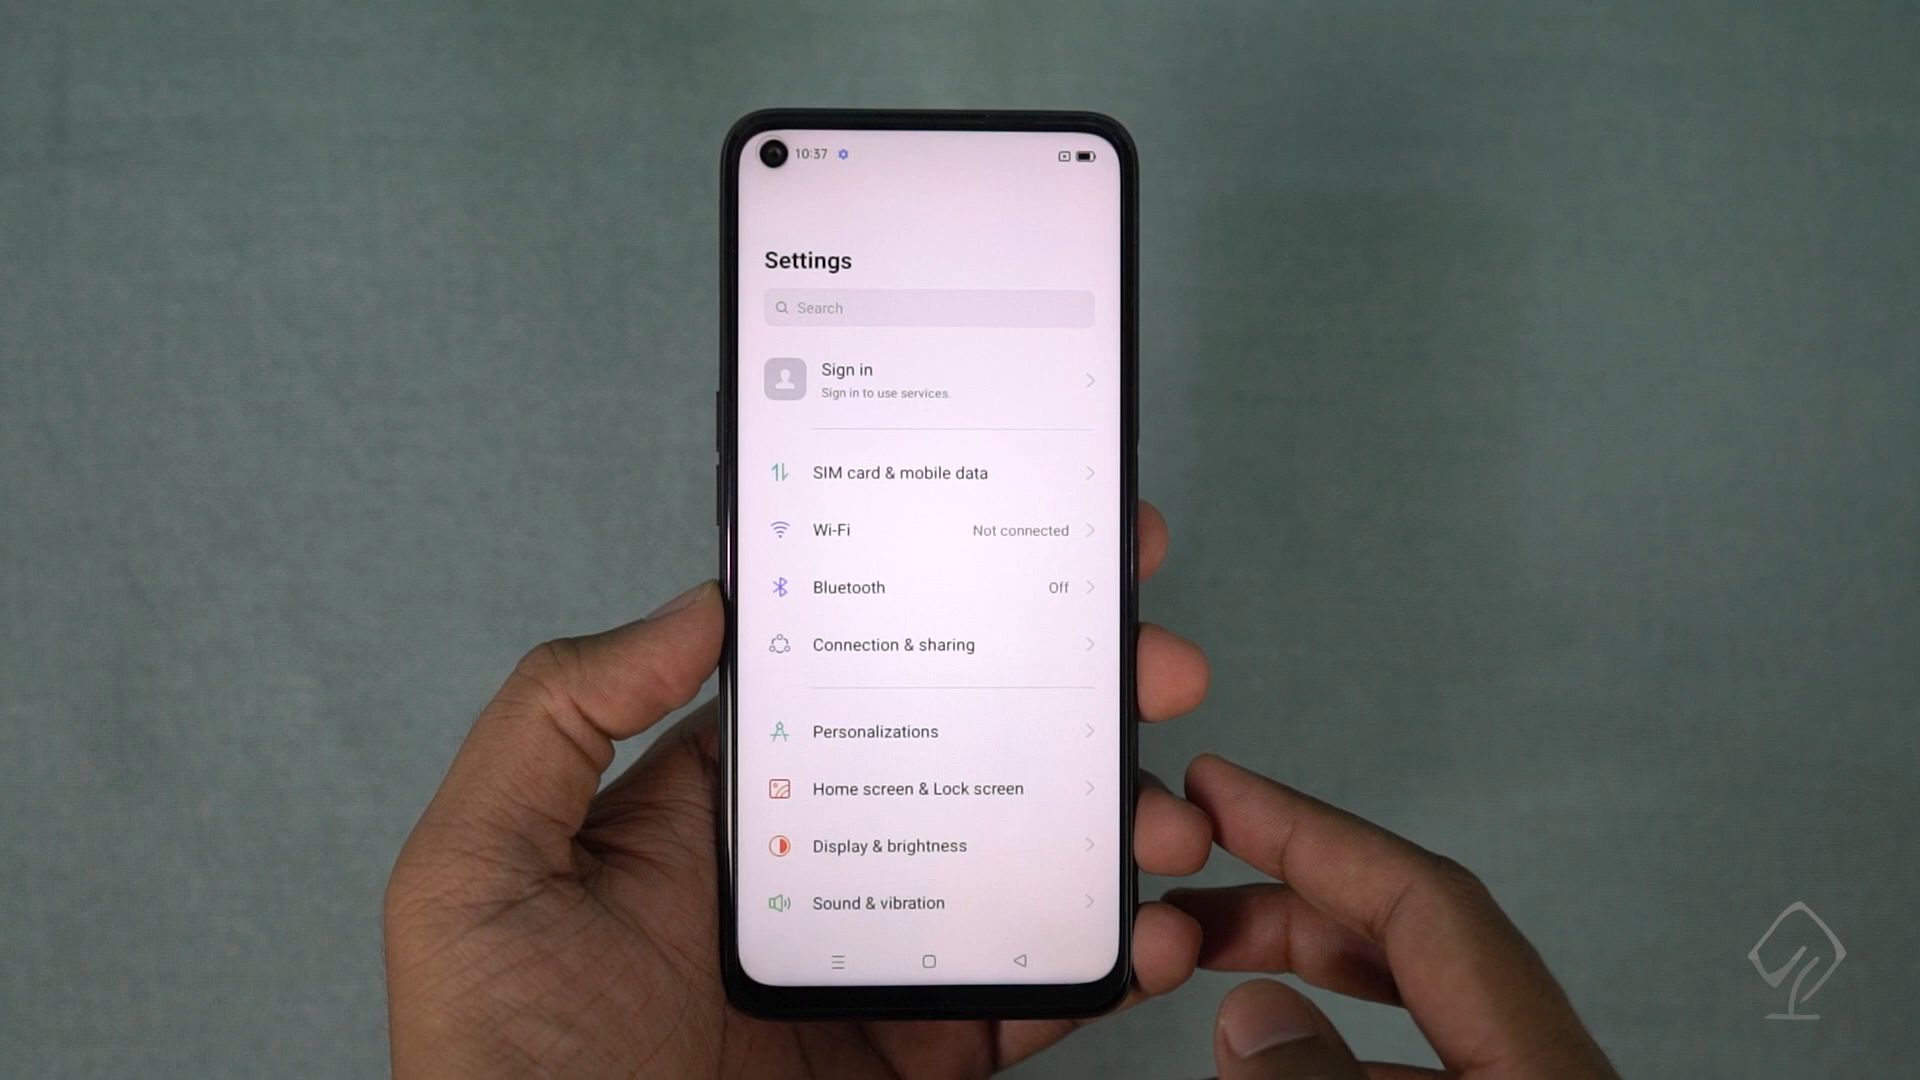 10:37
Settings
Search
Sign in
Sign in to use services.
SIM card & mobile data
Wi-Fi Not connected
Bluetooth Off
Connection & sharing
Personalizations
Home screen & Lock screen
Display & brightness
Sound & vibration